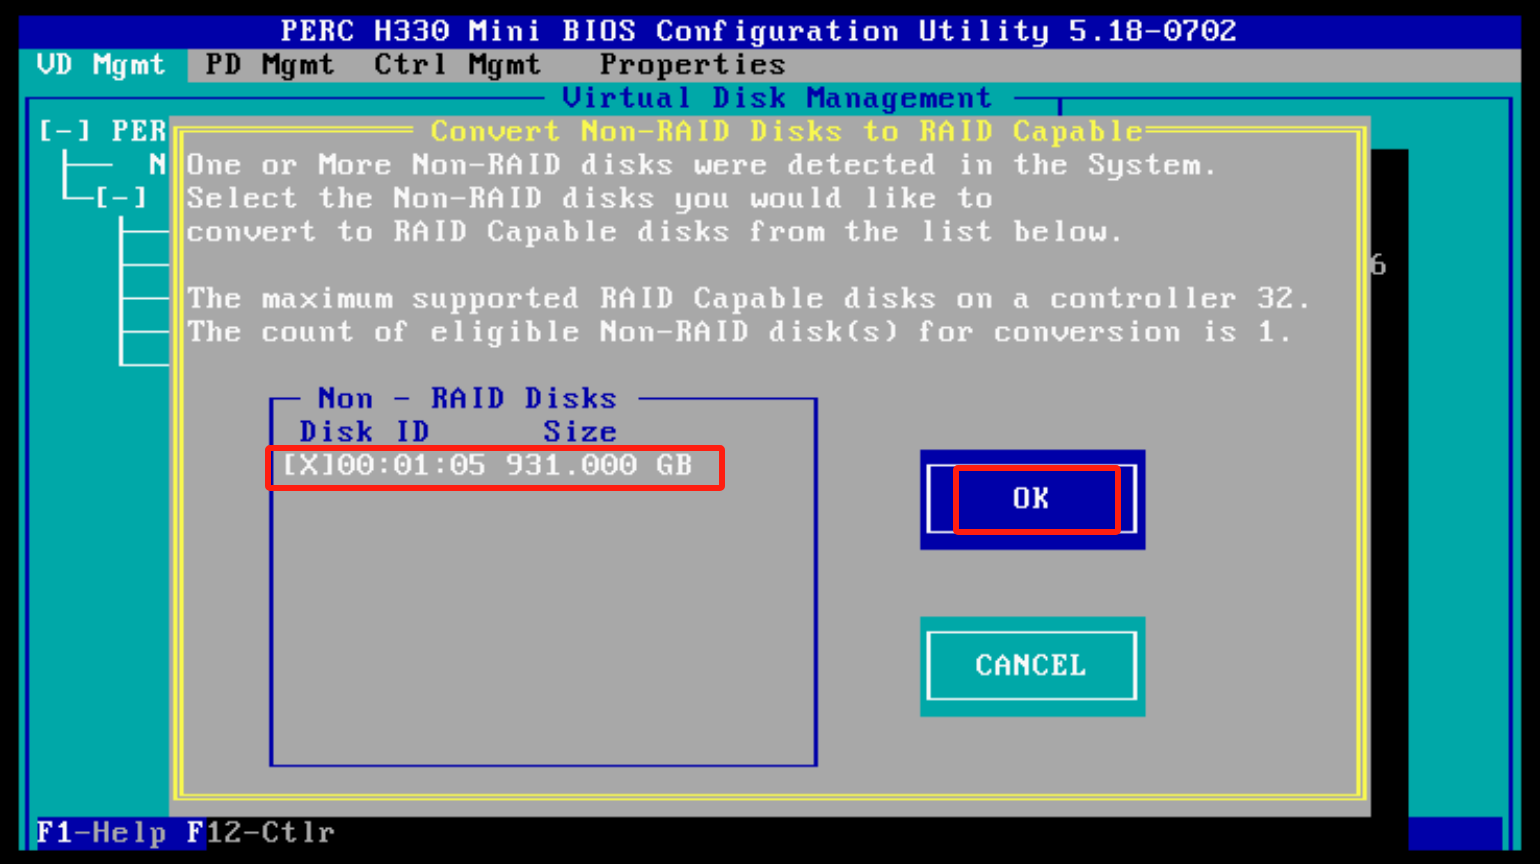 PERC H330 Mini BIOS Configuration Utility 5.18-0702
VD Mgmt PD Mgmt Ctrl Mgmt Properties
Virtual Disk Management
[-] PER
Convert Non-RAID Disks to RAID Capable
N
One or More Non-RAID disks were detected in the System.
[-]
Select the Non-RAID disks you would like to
convert to RAID Capable disks from the list below.
6
The maximum supported RAID Capable disks on a controller 32.
The count of eligible Non-RAID disk(s) for conversion is 1.
Non - RAID Disks
Disk ID Size
[X]00:01:05 931.000 GB
OK
CANCEL
F1-Help F12-Ctlr